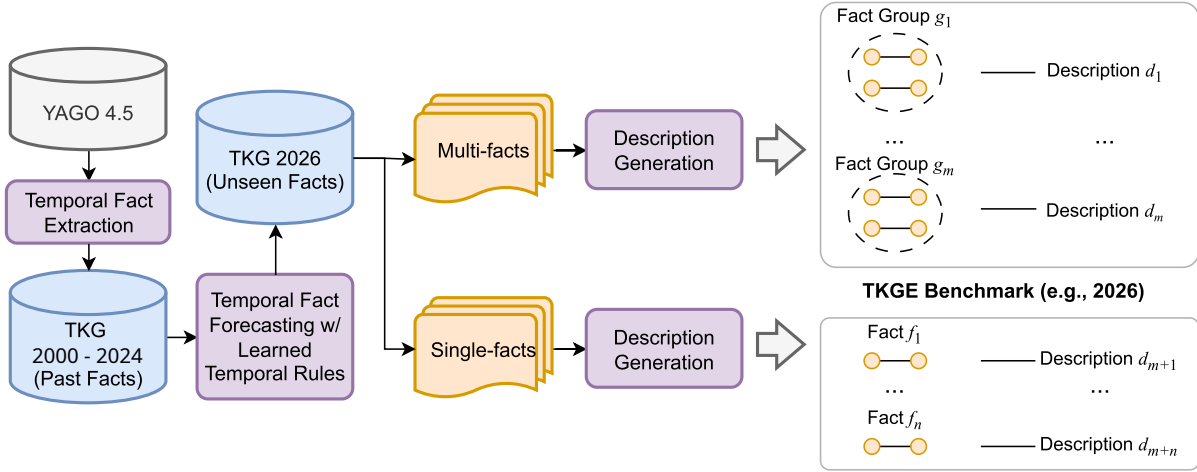 YAGO 4.5
Temporal Fact
Extraction
TKG
2000 - 2024
(Past Facts)
Temporal Fact
Forecasting w/
Learned
Temporal Rules
TKG 2026
(Unseen Facts)
Multi-facts
Description
Generation
Single-facts
Description
Generation
Fact Group g1
Description d1
... ...
Fact Group gm
Description dm
TKGE Benchmark (e.g., 2026)
Fact f1
Description dm+1
... ...
Fact fn
Description dm+n